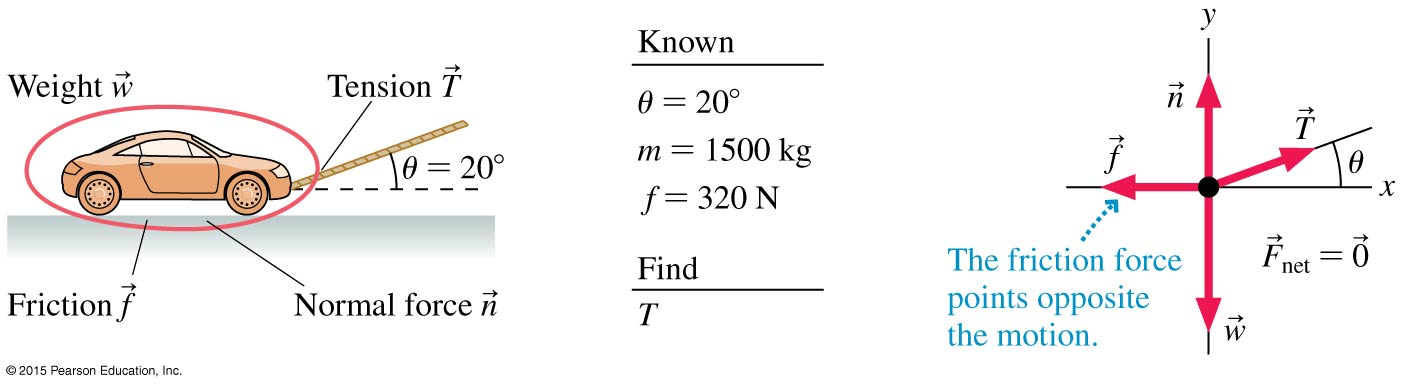 Weight w⃗
Tension T⃗
θ = 20°
Friction f⃗
Normal force n⃗
Known
θ = 20°
m = 1500 kg
f = 320 N
Find
T
y
n⃗
T⃗
f⃗
θ
x
The friction force
points opposite
the motion.
F⃗net = 0⃗
w⃗
© 2015 Pearson Education, Inc.